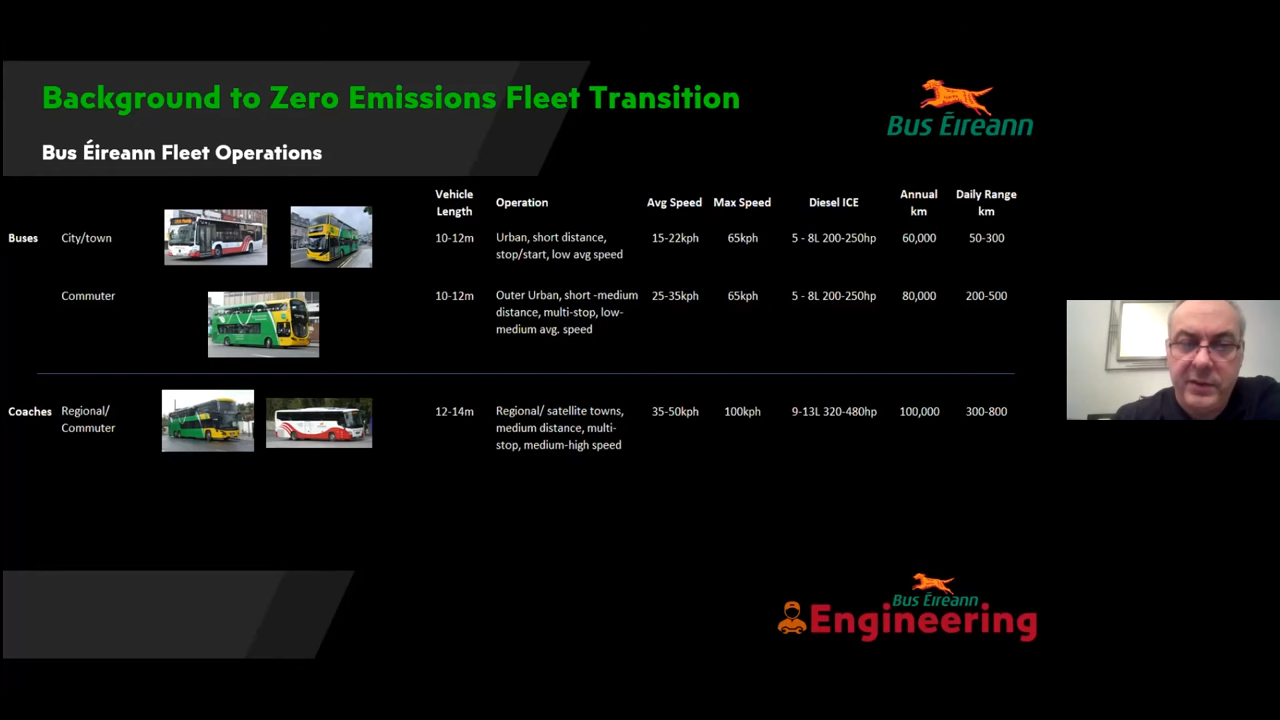 Background to Zero Emissions Fleet Transition
Bus Éireann
Bus Éireann Fleet Operations
Vehicle Length
Operation
Avg Speed
Max Speed
Diesel ICE
Annual km
Daily Range km
Buses
City/town
10-12m
Urban, short distance,
stop/start, low avg speed
15-22kph
65kph
5 - 8L 200-250hp
60,000
50-300
Commuter
10-12m
Outer Urban, short -medium
distance, multi-stop, low-
medium avg. speed
25-35kph
65kph
5 - 8L 200-250hp
80,000
200-500
Coaches
Regional/
Commuter
12-14m
Regional/ satellite towns,
medium distance, multi-
stop, medium-high speed
35-50kph
100kph
9-13L 320-480hp
100,000
300-800
Bus Éireann
Engineering